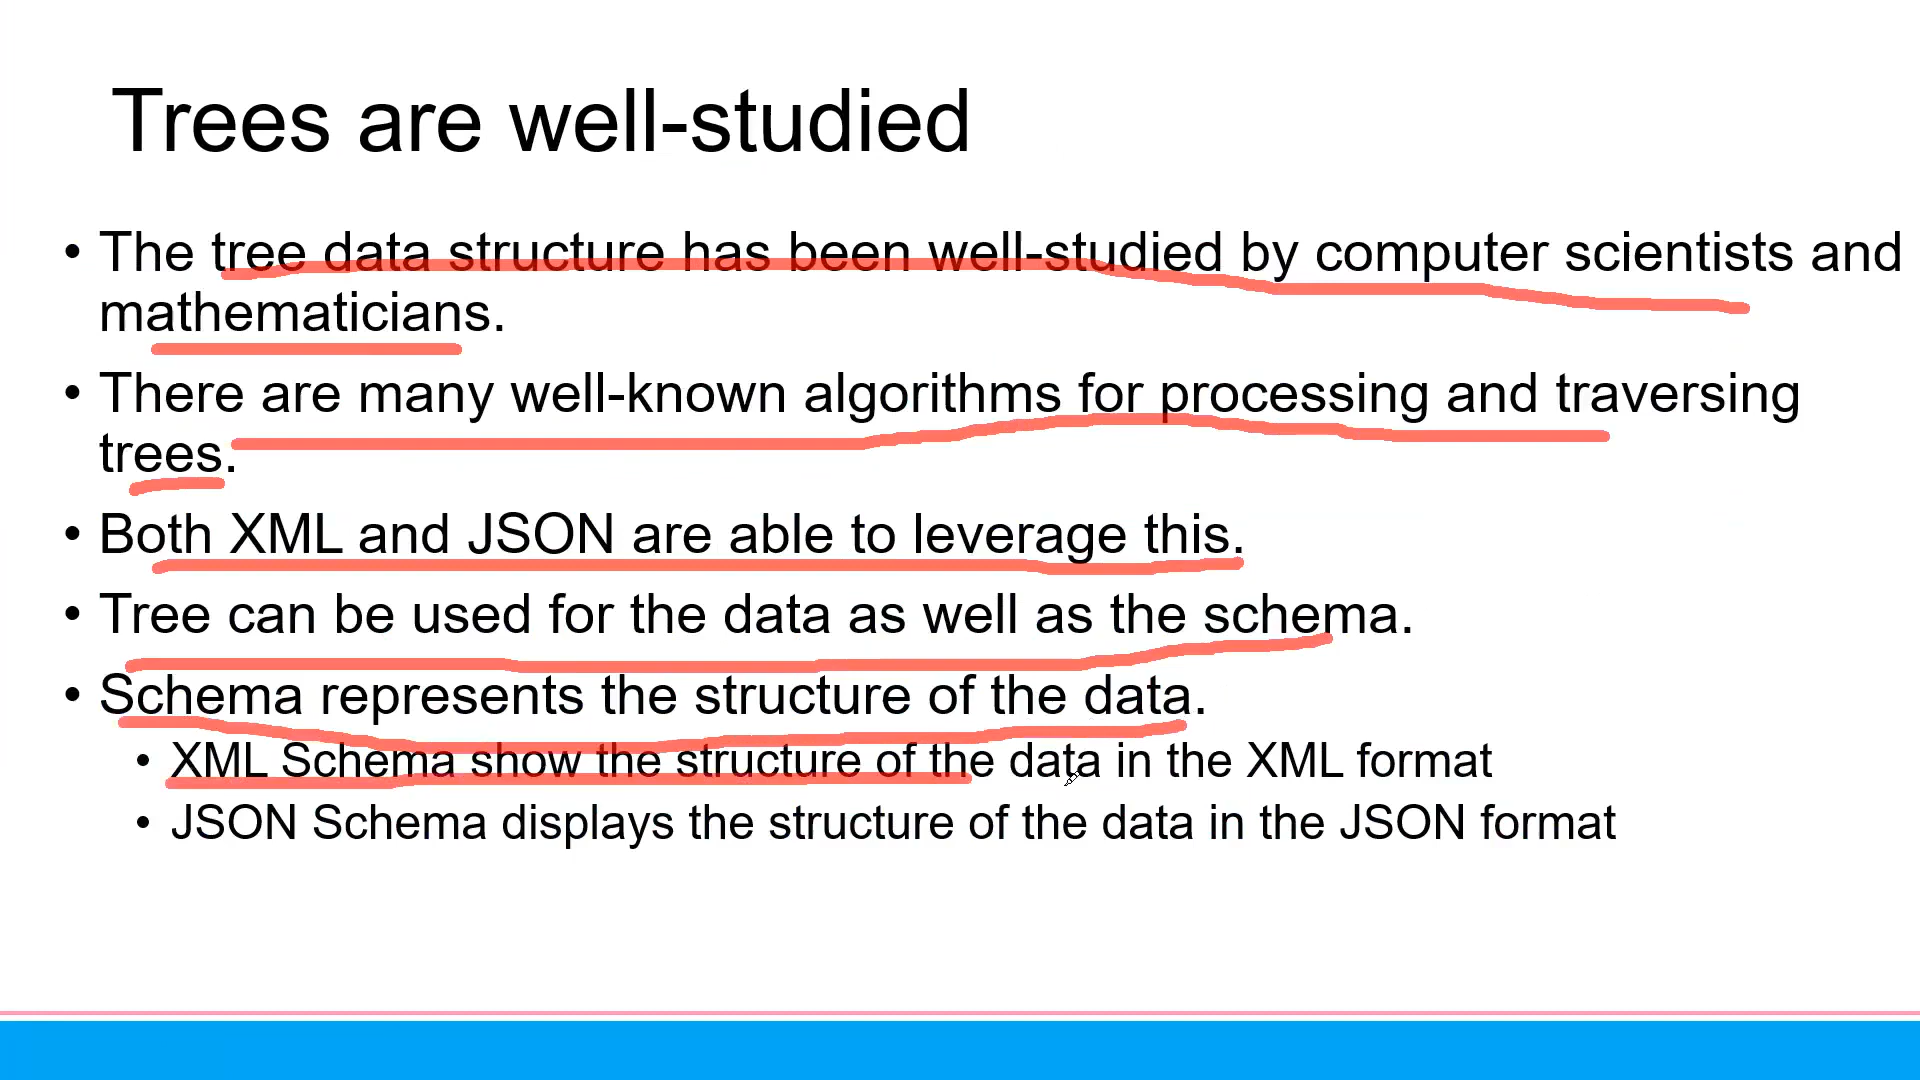 Trees are well-studied
• The tree data structure has been well-studied by computer scientists and
mathematicians.
• There are many well-known algorithms for processing and traversing
trees.
• Both XML and JSON are able to leverage this.
• Tree can be used for the data as well as the schema.
• Schema represents the structure of the data.
• XML Schema show the structure of the data in the XML format
• JSON Schema displays the structure of the data in the JSON format